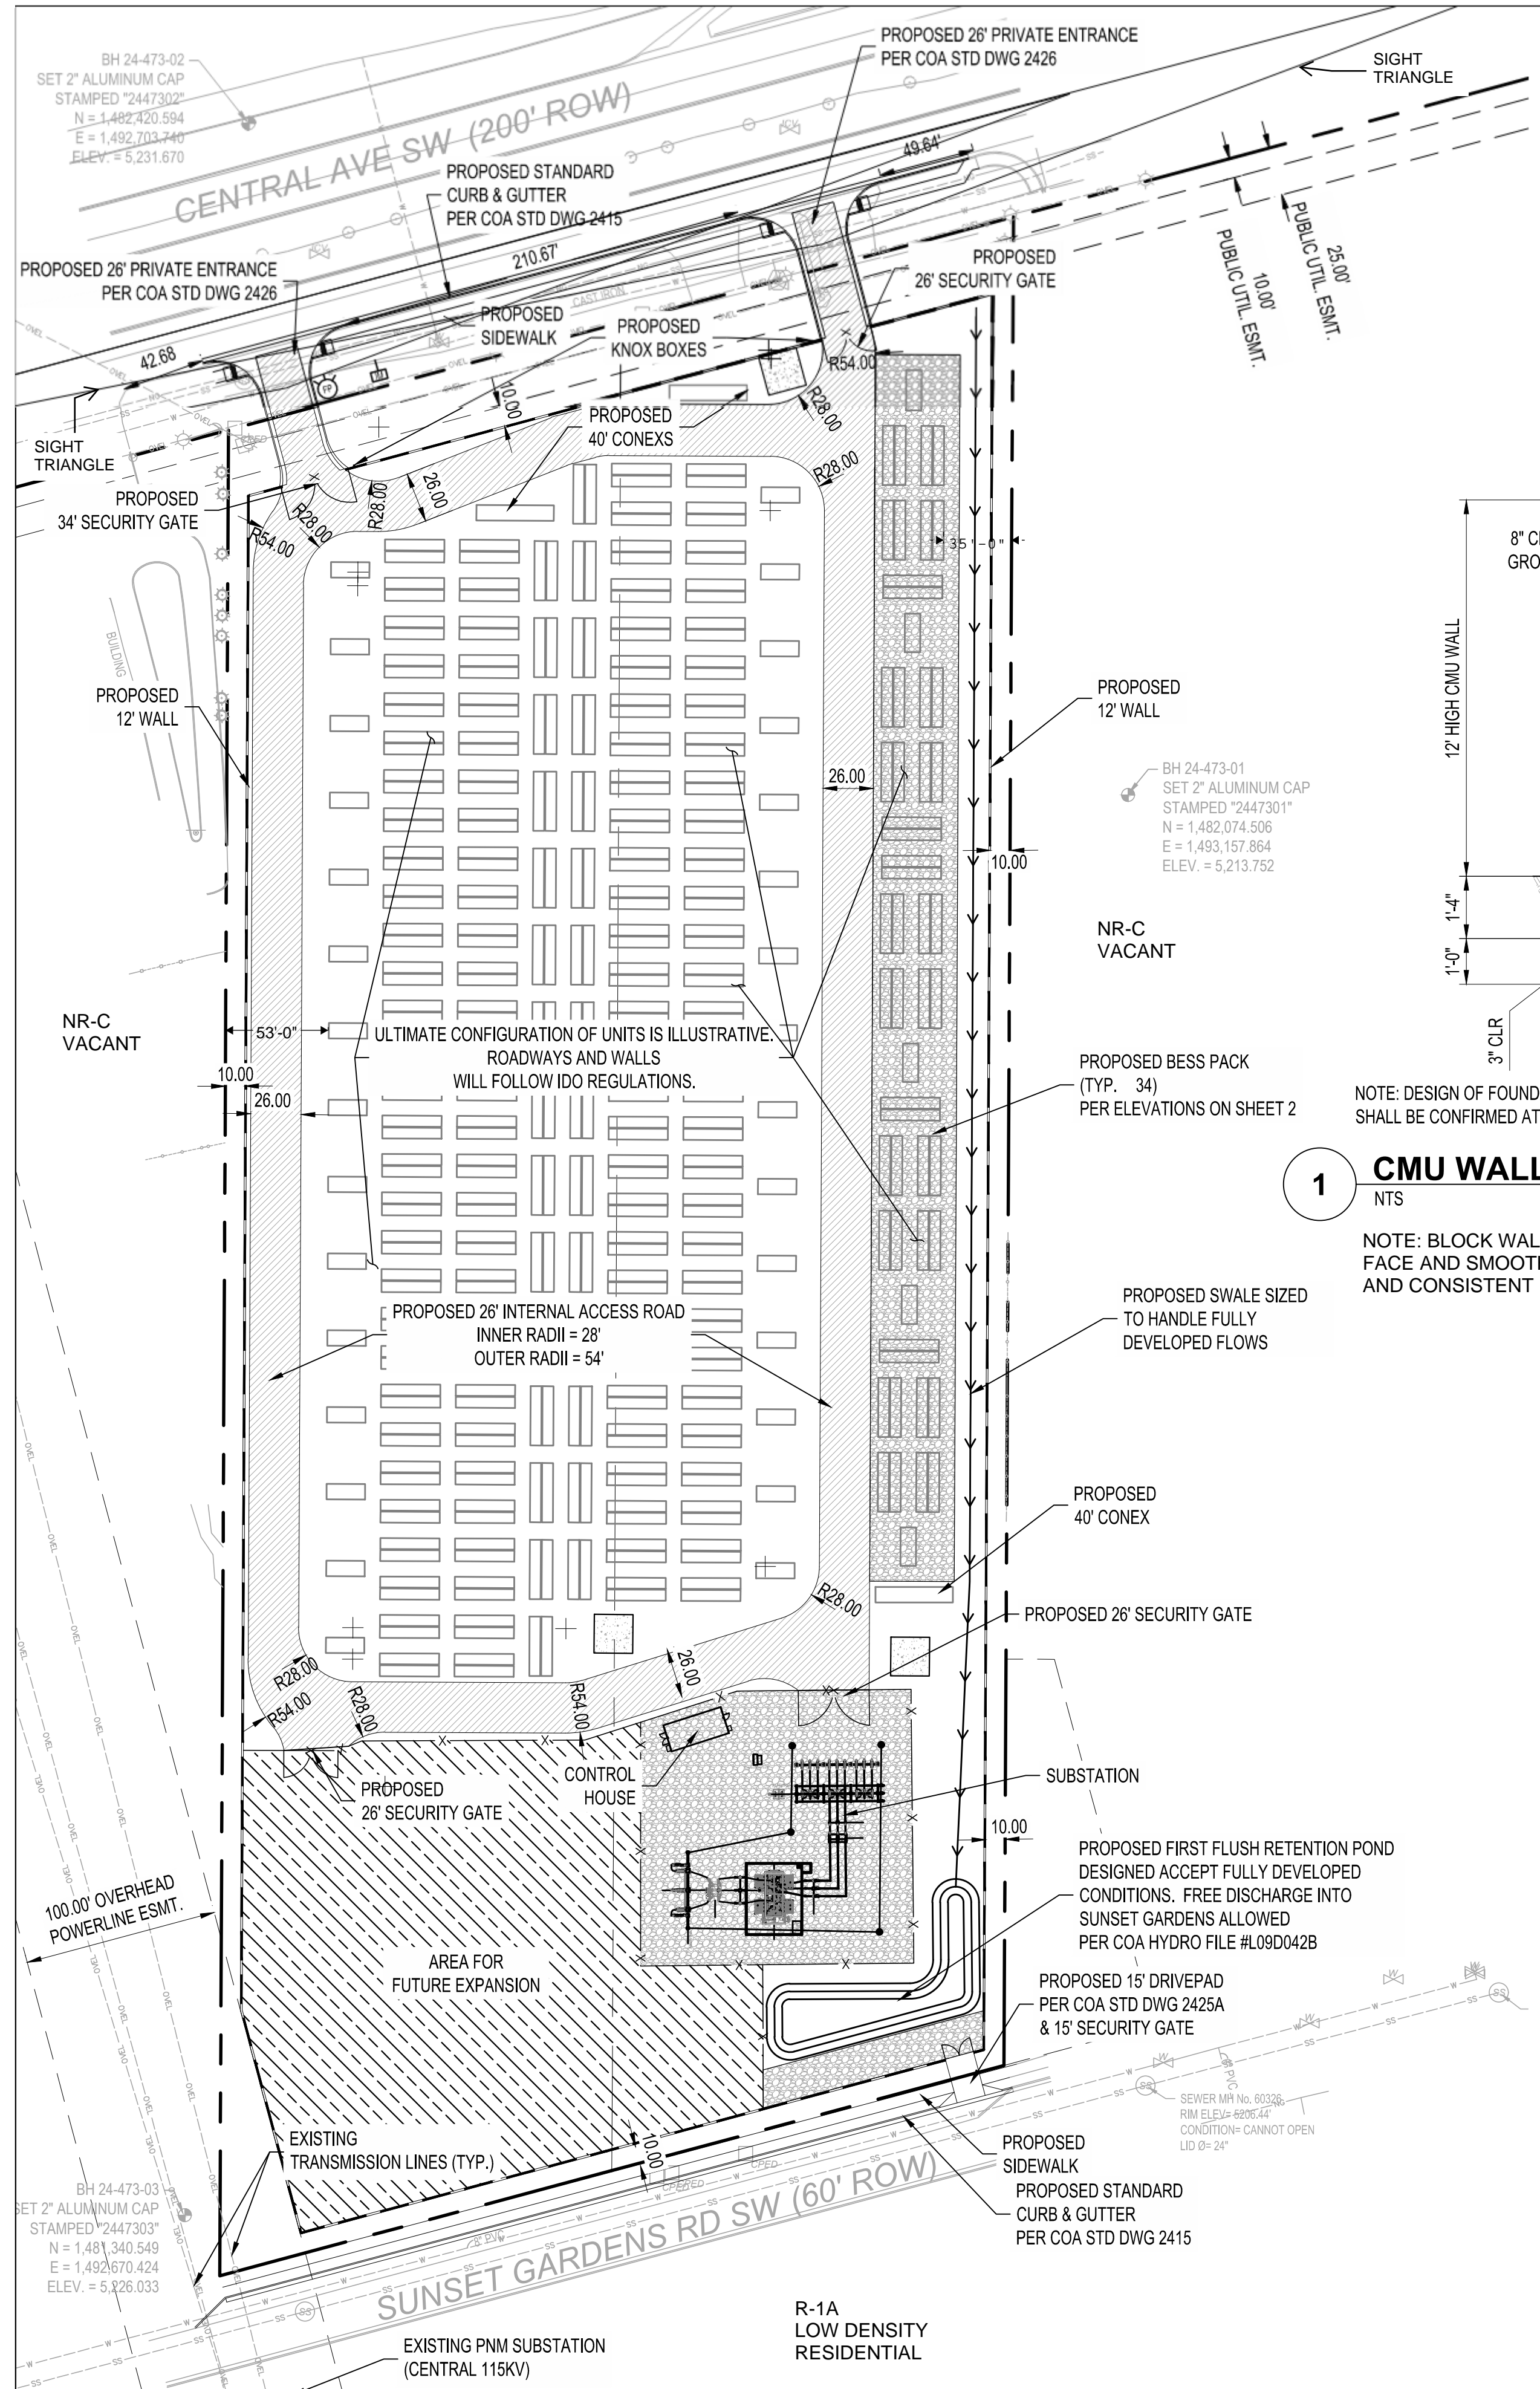 BH 24-473-02
SET 2" ALUMINUM CAP
STAMPED "2447302"
N = 1,482,420.594
E = 1,492,703.740
ELEV. = 5,231.670
CENTRAL AVE SW (200' ROW)
PROPOSED 26' PRIVATE ENTRANCE
PER COA STD DWG 2426
SIGHT
TRIANGLE
49.64'
PROPOSED STANDARD
CURB & GUTTER
PER COA STD DWG 2415
210.67'
PROPOSED 26' PRIVATE ENTRANCE
PER COA STD DWG 2426
PROPOSED
26' SECURITY GATE
25.00'
PUBLIC UTIL. ESMT.
10.00'
PUBLIC UTIL. ESMT.
CAST IRON
PROPOSED
SIDEWALK
PROPOSED
KNOX BOXES
42.68
FP
R54.00
10.00
R28.00
PROPOSED
40' CONEXS
SIGHT
TRIANGLE
R28.00
PROPOSED
34' SECURITY GATE
26.00
R28.00
R28.00
R54.00
35'-0"
8" C
GRO
BUILDING
12' HIGH CMU WALL
PROPOSED
12' WALL
PROPOSED
12' WALL
26.00
BH 24-473-01
SET 2" ALUMINUM CAP
STAMPED "2447301"
N = 1,482,074.506
E = 1,493,157.864
ELEV. = 5,213.752
10.00
1'-4"
1'-0"
NR-C
VACANT
3" CLR
NR-C
VACANT
53'-0"
ULTIMATE CONFIGURATION OF UNITS IS ILLUSTRATIVE.
ROADWAYS AND WALLS
WILL FOLLOW IDO REGULATIONS.
10.00
26.00
PROPOSED BESS PACK
(TYP. 34)
PER ELEVATIONS ON SHEET 2
NOTE: DESIGN OF FOUND
SHALL BE CONFIRMED AT
1
CMU WALL
NTS
NOTE: BLOCK WAL
FACE AND SMOOTH
AND CONSISTENT
PROPOSED SWALE SIZED
TO HANDLE FULLY
DEVELOPED FLOWS
PROPOSED 26' INTERNAL ACCESS ROAD
INNER RADII = 28'
OUTER RADII = 54'
PROPOSED
40' CONEX
R28.00
PROPOSED 26' SECURITY GATE
26.00
R28.00
R54.00
R28.00
R54.00
CONTROL
HOUSE
PROPOSED
26' SECURITY GATE
SUBSTATION
10.00
PROPOSED FIRST FLUSH RETENTION POND
DESIGNED ACCEPT FULLY DEVELOPED
CONDITIONS. FREE DISCHARGE INTO
SUNSET GARDENS ALLOWED
PER COA HYDRO FILE #L09D042B
100.00' OVERHEAD
POWERLINE ESMT.
AREA FOR
FUTURE EXPANSION
PROPOSED 15' DRIVEPAD
PER COA STD DWG 2425A
& 15' SECURITY GATE
SEWER MH No. 60326
RIM ELEV= 5206.44'
CONDITION= CANNOT OPEN
LID Ø= 24"
EXISTING
TRANSMISSION LINES (TYP.)
10.00
PROPOSED
SIDEWALK
PROPOSED STANDARD
CURB & GUTTER
PER COA STD DWG 2415
BH 24-473-03
SET 2" ALUMINUM CAP
STAMPED "2447303"
N = 1,481,340.549
E = 1,492,670.424
ELEV. = 5,226.033
SUNSET GARDENS RD SW (60' ROW)
R-1A
LOW DENSITY
RESIDENTIAL
EXISTING PNM SUBSTATION
(CENTRAL 115KV)